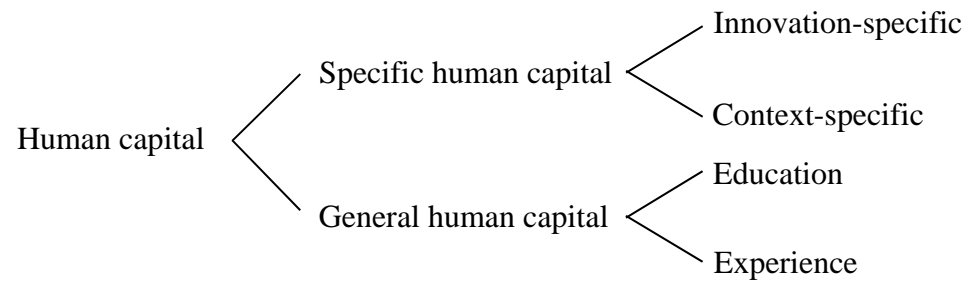 Human capital
Specific human capital
Innovation-specific
Context-specific
General human capital
Education
Experience